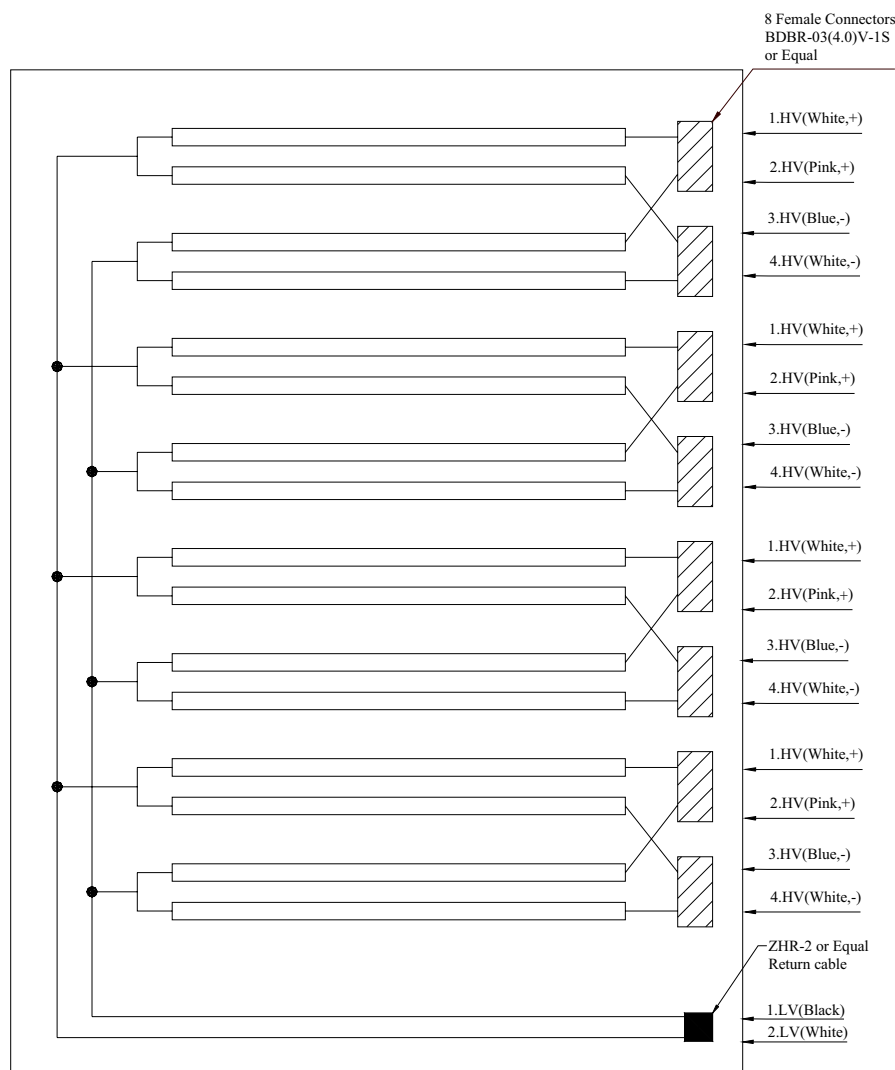 8 Female Connectors
BDBR-03(4.0)V-1S
or Equal
1.HV(White,+)
2.HV(Pink,+)
3.HV(Blue,-)
4.HV(White,-)
1.HV(White,+)
2.HV(Pink,+)
3.HV(Blue,-)
4.HV(White,-)
1.HV(White,+)
2.HV(Pink,+)
3.HV(Blue,-)
4.HV(White,-)
1.HV(White,+)
2.HV(Pink,+)
3.HV(Blue,-)
4.HV(White,-)
ZHR-2 or Equal
Return cable
1.LV(Black)
2.LV(White)